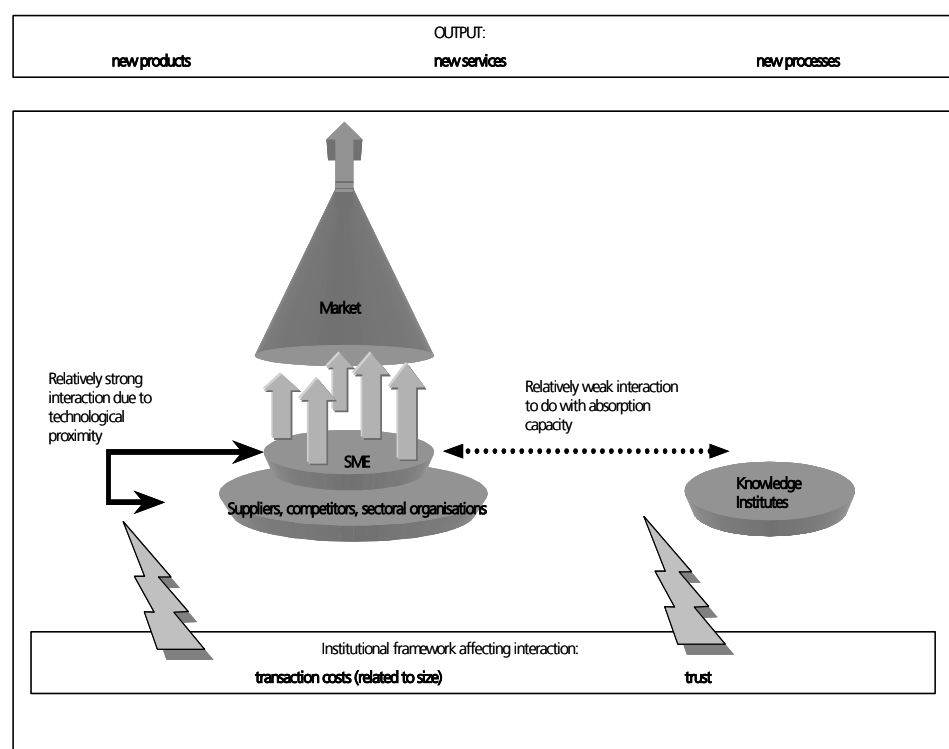 OUTPUT:
new products new services new processes
Market
Relatively strong
interaction due to
technological
proximity
Relatively weak interaction
to do with absorption
capacity
SME
Suppliers, competitors, sectoral organisations
Knowledge
Institutes
Institutional framework affecting interaction:
transaction costs (related to size) trust